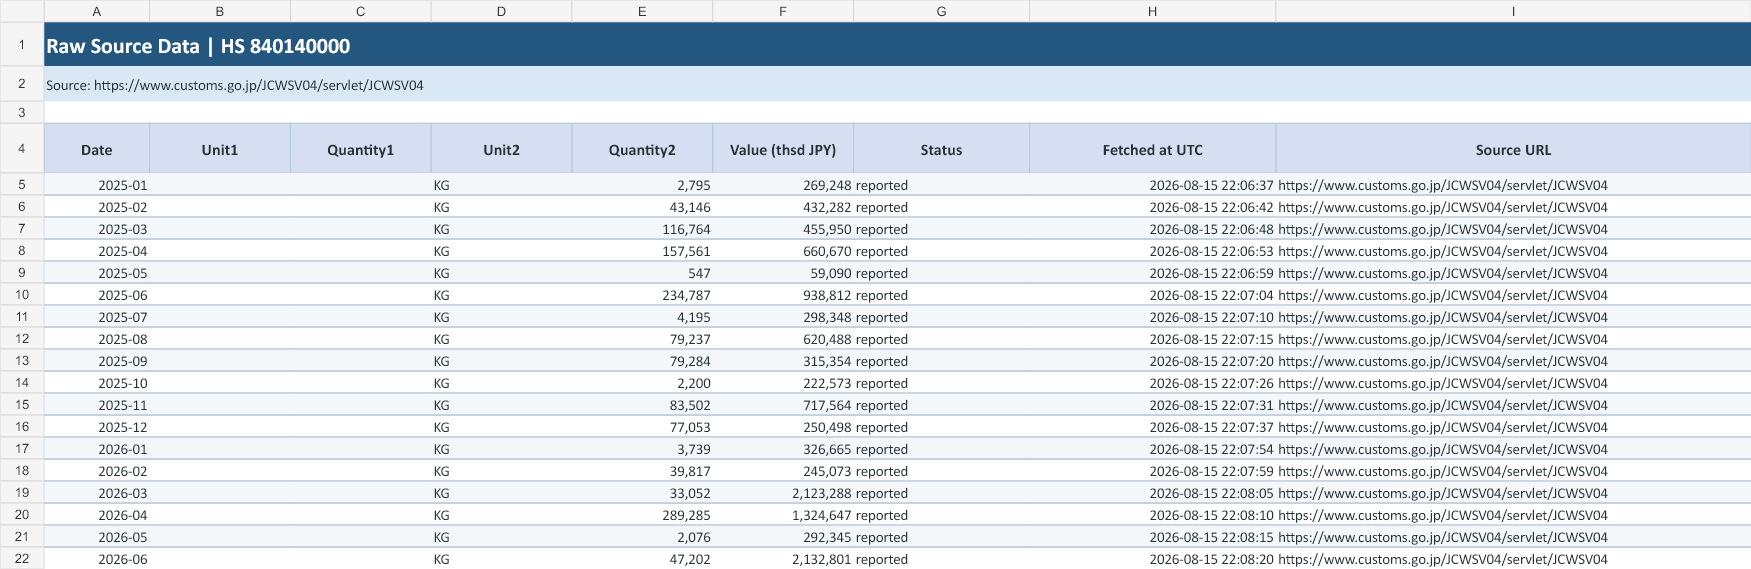 A B C D E F G H I
1 Raw Source Data | HS 840140000
2 Source: https://www.customs.go.jp/JCWSV04/servlet/JCWSV04
3
4 Date Unit1 Quantity1 Unit2 Quantity2 Value (thsd JPY) Status Fetched at UTC Source URL
5 2025-01 KG 2,795 269,248 reported 2026-08-15 22:06:37 https://www.customs.go.jp/JCWSV04/servlet/JCWSV04
6 2025-02 KG 43,146 432,282 reported 2026-08-15 22:06:42 https://www.customs.go.jp/JCWSV04/servlet/JCWSV04
7 2025-03 KG 116,764 455,950 reported 2026-08-15 22:06:48 https://www.customs.go.jp/JCWSV04/servlet/JCWSV04
8 2025-04 KG 157,561 660,670 reported 2026-08-15 22:06:53 https://www.customs.go.jp/JCWSV04/servlet/JCWSV04
9 2025-05 KG 547 59,090 reported 2026-08-15 22:06:59 https://www.customs.go.jp/JCWSV04/servlet/JCWSV04
10 2025-06 KG 234,787 938,812 reported 2026-08-15 22:07:04 https://www.customs.go.jp/JCWSV04/servlet/JCWSV04
11 2025-07 KG 4,195 298,348 reported 2026-08-15 22:07:10 https://www.customs.go.jp/JCWSV04/servlet/JCWSV04
12 2025-08 KG 79,237 620,488 reported 2026-08-15 22:07:15 https://www.customs.go.jp/JCWSV04/servlet/JCWSV04
13 2025-09 KG 79,284 315,354 reported 2026-08-15 22:07:20 https://www.customs.go.jp/JCWSV04/servlet/JCWSV04
14 2025-10 KG 2,200 222,573 reported 2026-08-15 22:07:26 https://www.customs.go.jp/JCWSV04/servlet/JCWSV04
15 2025-11 KG 83,502 717,564 reported 2026-08-15 22:07:31 https://www.customs.go.jp/JCWSV04/servlet/JCWSV04
16 2025-12 KG 77,053 250,498 reported 2026-08-15 22:07:37 https://www.customs.go.jp/JCWSV04/servlet/JCWSV04
17 2026-01 KG 3,739 326,665 reported 2026-08-15 22:07:54 https://www.customs.go.jp/JCWSV04/servlet/JCWSV04
18 2026-02 KG 39,817 245,073 reported 2026-08-15 22:07:59 https://www.customs.go.jp/JCWSV04/servlet/JCWSV04
19 2026-03 KG 33,052 2,123,288 reported 2026-08-15 22:08:05 https://www.customs.go.jp/JCWSV04/servlet/JCWSV04
20 2026-04 KG 289,285 1,324,647 reported 2026-08-15 22:08:10 https://www.customs.go.jp/JCWSV04/servlet/JCWSV04
21 2026-05 KG 2,076 292,345 reported 2026-08-15 22:08:15 https://www.customs.go.jp/JCWSV04/servlet/JCWSV04
22 2026-06 KG 47,202 2,132,801 reported 2026-08-15 22:08:20 https://www.customs.go.jp/JCWSV04/servlet/JCWSV04